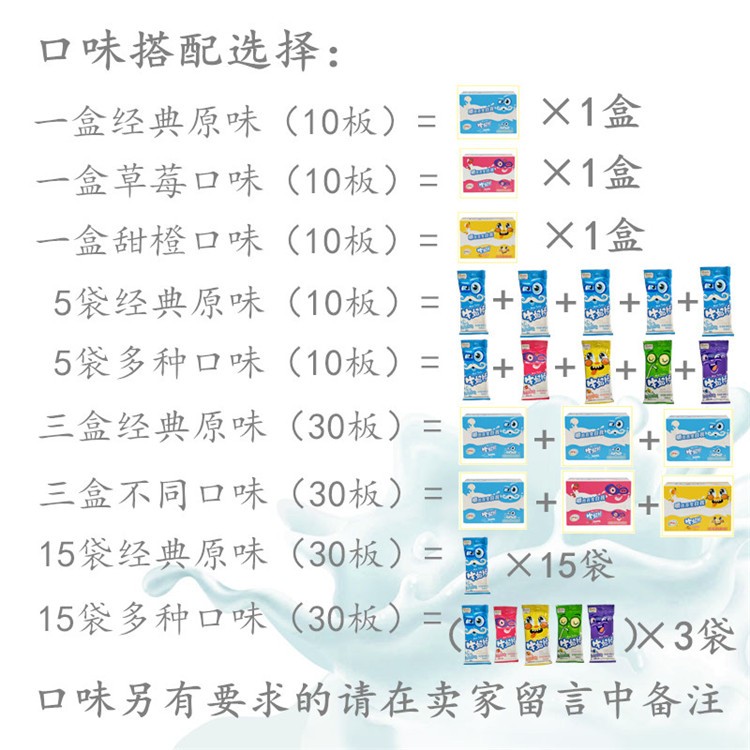 口味搭配选择：
一盒经典原味（10板）= ×1盒
一盒草莓口味（10板）= ×1盒
一盒甜橙口味（10板）= ×1盒
5袋经典原味（10板）= + + + +
5袋多种口味（10板）= + + + +
三盒经典原味（30板）= + +
三盒不同口味（30板）= + +
15袋经典原味（30板）= ×15袋
15袋多种口味（30板）= ( )×3袋
口味另有要求的请在卖家留言中备注